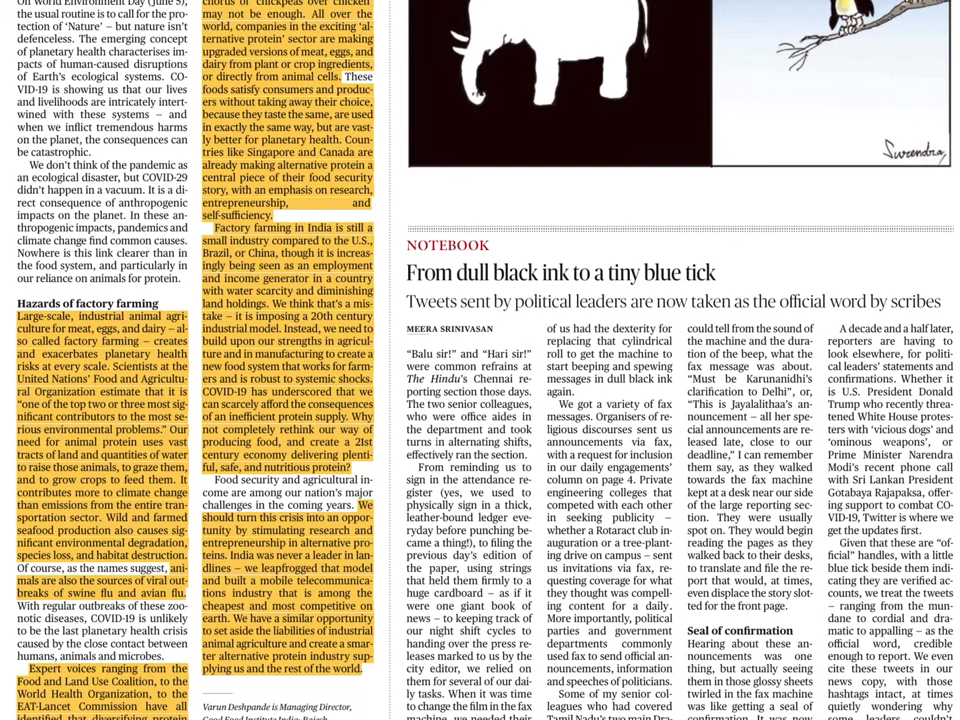 On World Environment Day (June 5),
the usual routine is to call for the pro-
tection of ‘Nature’ – but nature isn’t
defenceless. The emerging concept
of planetary health characterises im-
pacts of human-caused disruptions
of Earth’s ecological systems. CO-
VID-19 is showing us that our lives
and livelihoods are intricately intert-
wined with these systems – and
when we inflict tremendous harms
on the planet, the consequences can
be catastrophic.
We don’t think of the pandemic as
an ecological disaster, but COVID-29
didn’t happen in a vacuum. It is a di-
rect consequence of anthropogenic
impacts on the planet. In these an-
thropogenic impacts, pandemics and
climate change find common causes.
Nowhere is this link clearer than in
the food system, and particularly in
our reliance on animals for protein.
Hazards of factory farming
Large-scale, industrial animal agri-
culture for meat, eggs, and dairy – al-
so called factory farming – creates
and exacerbates planetary health
risks at every scale. Scientists at the
United Nations’ Food and Agricultu-
ral Organization estimate that it is
“one of the top two or three most sig-
nificant contributors to the most se-
rious environmental problems.” Our
need for animal protein uses vast
tracts of land and quantities of water
to raise those animals, to graze them,
and to grow crops to feed them. It
contributes more to climate change
than emissions from the entire tran-
sportation sector. Wild and farmed
seafood production also causes sig-
nificant environmental degradation,
species loss, and habitat destruction.
Of course, as the names suggest, ani-
mals are also the sources of viral out-
breaks of swine flu and avian flu.
With regular outbreaks of these zoo-
notic diseases, COVID-19 is unlikely
to be the last planetary health crisis
caused by the close contact between
humans, animals and microbes.
Expert voices ranging from the
Food and Land Use Coalition, to the
World Health Organization, to the
EAT-Lancet Commission have all
identified that diversifying protein
chorus of ‘chickpeas over chicken’
may not be enough. All over the
world, companies in the exciting ‘al-
ternative protein’ sector are making
upgraded versions of meat, eggs, and
dairy from plant or crop ingredients,
or directly from animal cells. These
foods satisfy consumers and produc-
ers without taking away their choice,
because they taste the same, are used
in exactly the same way, but are vast-
ly better for planetary health. Coun-
tries like Singapore and Canada are
already making alternative protein a
central piece of their food security
story, with an emphasis on research,
entrepreneurship, and
self-sufficiency.
Factory farming in India is still a
small industry compared to the U.S.,
Brazil, or China, though it is increas-
ingly being seen as an employment
and income generator in a country
with water scarcity and diminishing
land holdings. We think that’s a mis-
take – it is imposing a 20th century
industrial model. Instead, we need to
build upon our strengths in agricul-
ture and in manufacturing to create a
new food system that works for farm-
ers and is robust to systemic shocks.
COVID-19 has underscored that we
can scarcely afford the consequences
of an inefficient protein supply. Why
not completely rethink our way of
producing food, and create a 21st
century economy delivering plenti-
ful, safe, and nutritious protein?
Food security and agricultural in-
come are among our nation’s major
challenges in the coming years. We
should turn this crisis into an oppor-
tunity by stimulating research and
entrepreneurship in alternative pro-
teins. India was never a leader in lan-
dlines – we leapfrogged that model
and built a mobile telecommunica-
tions industry that is among the
cheapest and most competitive on
earth. We have a similar opportunity
to set aside the liabilities of industrial
animal agriculture and create a smar-
ter alternative protein industry sup-
plying us and the rest of the world.
Varun Deshpande is Managing Director,
Good Food Institute India; Rajesh
Surendra
NOTEBOOK
From dull black ink to a tiny blue tick
Tweets sent by political leaders are now taken as the official word by scribes
MEERA SRINIVASAN
“Balu sir!” and “Hari sir!”
were common refrains at
The Hindu’s Chennai re-
porting section those days.
The two senior colleagues,
who were office aides in
the department and took
turns in alternating shifts,
effectively ran the section.
From reminding us to
sign in the attendance re-
gister (yes, we used to
physically sign in a thick,
leather-bound ledger eve-
ryday before punching be-
came a thing!), to filing the
previous day’s edition of
the paper, using strings
that held them firmly to a
huge cardboard – as if it
were one giant book of
news – to keeping track of
our night shift cycles to
handing over the press re-
leases marked to us by the
city editor, we relied on
them for several of our dai-
ly tasks. When it was time
to change the film in the fax
machine, we needed their
of us had the dexterity for
replacing that cylindrical
roll to get the machine to
start beeping and spewing
messages in dull black ink
again.
We got a variety of fax
messages. Organisers of re-
ligious discourses sent us
announcements via fax,
with a request for inclusion
in our daily engagements’
column on page 4. Private
engineering colleges that
competed with each other
in seeking publicity –
whether a Rotaract club in-
auguration or a tree-plant-
ing drive on campus – sent
us invitations via fax, re-
questing coverage for what
they thought was compell-
ing content for a daily.
More importantly, political
parties and government
departments commonly
used fax to send official an-
nouncements, information
and speeches of politicians.
Some of my senior col-
leagues who had covered
Tamil Nadu’s two main Dra-
could tell from the sound of
the machine and the dura-
tion of the beep, what the
fax message was about.
“Must be Karunanidhi’s
clarification to Delhi”, or,
“This is Jayalalithaa’s an-
nouncement – all her spe-
cial announcements are re-
leased late, close to our
deadline,” I can remember
them say, as they walked
towards the fax machine
kept at a desk near our side
of the large reporting sec-
tion. They were usually
spot on. They would begin
reading the pages as they
walked back to their desks,
to translate and file the re-
port that would, at times,
even displace the story slot-
ted for the front page.
Seal of confirmation
Hearing about these an-
nouncements was one
thing, but actually seeing
them in those glossy sheets
twirled in the fax machine
was like getting a seal of
confirmation. It was now
A decade and a half later,
reporters are having to
look elsewhere, for politi-
cal leaders’ statements and
confirmations. Whether it
is U.S. President Donald
Trump who recently threa-
tened White House protes-
ters with ‘vicious dogs’ and
‘ominous weapons’, or
Prime Minister Narendra
Modi’s recent phone call
with Sri Lankan President
Gotabaya Rajapaksa, offer-
ing support to combat CO-
VID-19, Twitter is where we
get the updates first.
Given that these are “of-
ficial” handles, with a little
blue tick beside them indi-
cating they are verified ac-
counts, we treat the tweets
– ranging from the mun-
dane to cordial and dra-
matic to appalling – as the
official word, credible
enough to report. We even
cite these tweets in our
news copy, with those
hashtags intact, at times
quietly wondering why
some leaders couldn’t